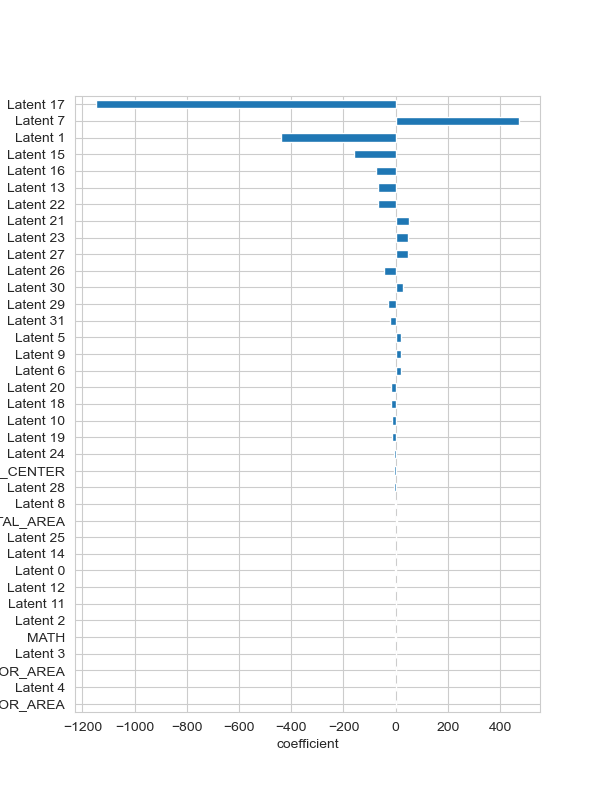 Latent 17
Latent 7
Latent 1
Latent 15
Latent 16
Latent 13
Latent 22
Latent 21
Latent 23
Latent 27
Latent 26
Latent 30
Latent 29
Latent 31
Latent 5
Latent 9
Latent 6
Latent 20
Latent 18
Latent 10
Latent 19
Latent 24
_CENTER
Latent 28
Latent 8
TAL_AREA
Latent 25
Latent 14
Latent 0
Latent 12
Latent 11
Latent 2
MATH
Latent 3
OR_AREA
Latent 4
OR_AREA
−1200 −1000 −800 −600 −400 −200 0 200 400
coefficient